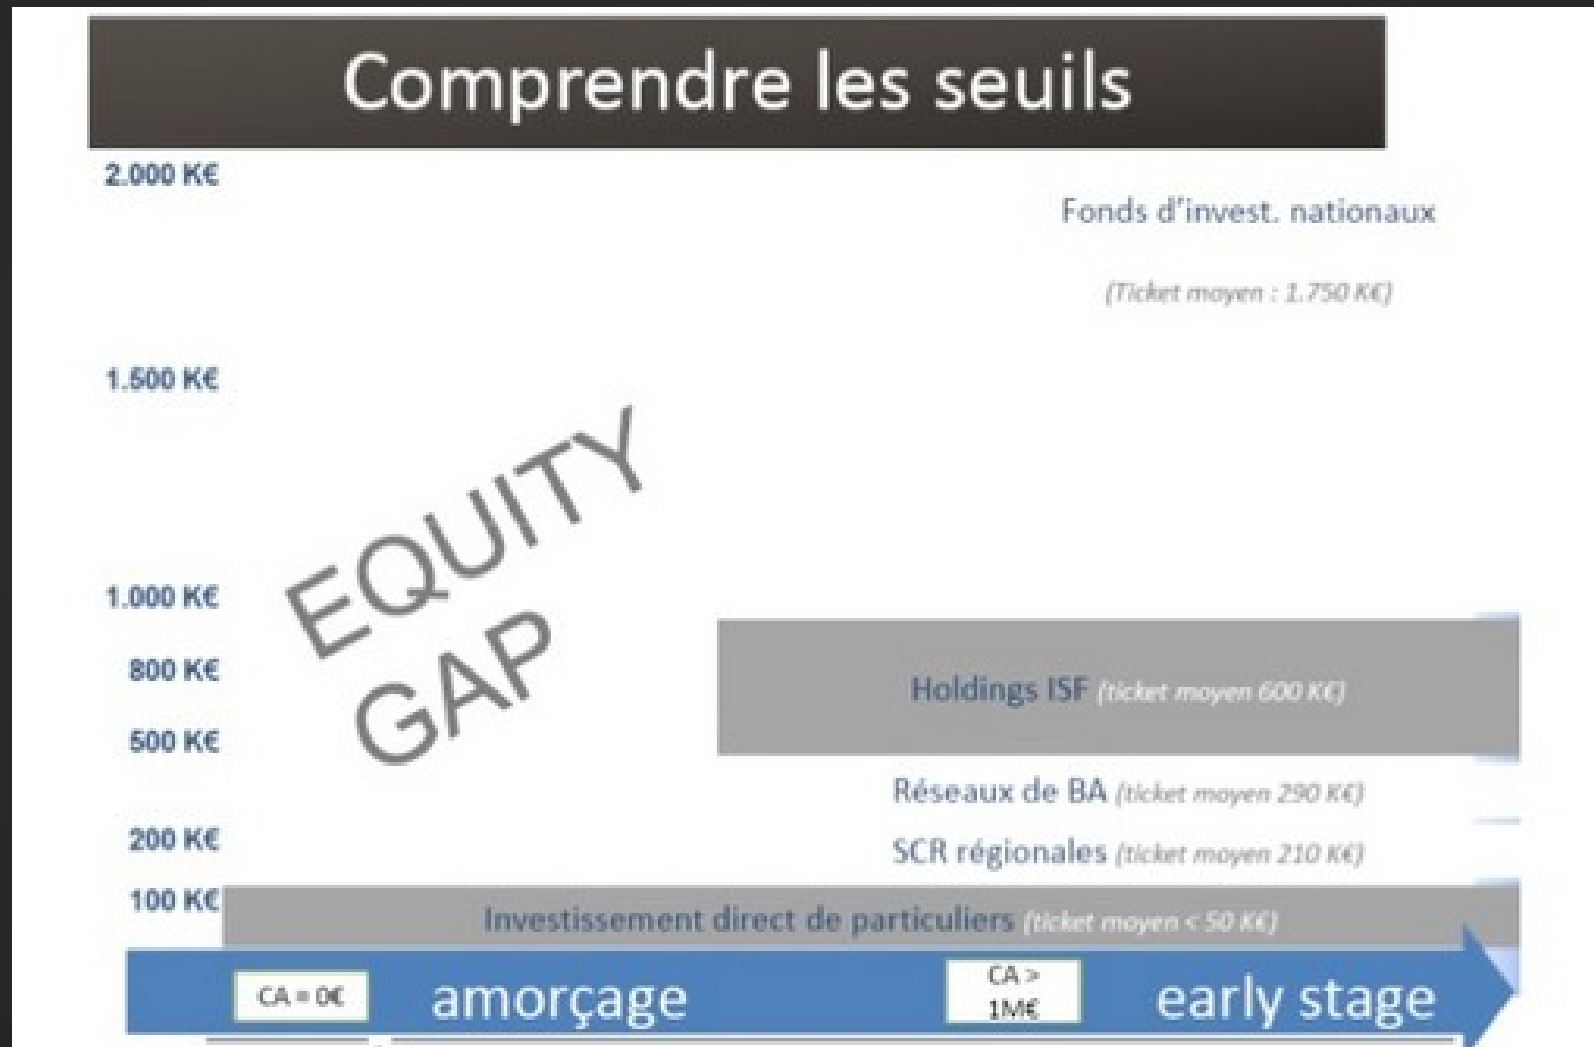 Comprendre les seuils
2.000 K€
Fonds d'invest. nationaux
(Ticket moyen : 1.750 K€)
1.500 K€
EQUITY
GAP
1.000 K€
800 K€
Holdings ISF (ticket moyen 600 K€)
500 K€
Réseaux de BA (ticket moyen 290 K€)
200 K€
SCR régionales (ticket moyen 210 K€)
100 K€
Investissement direct de particuliers (ticket moyen < 50 K€)
CA = 0€
amorçage
CA >
1M€
early stage